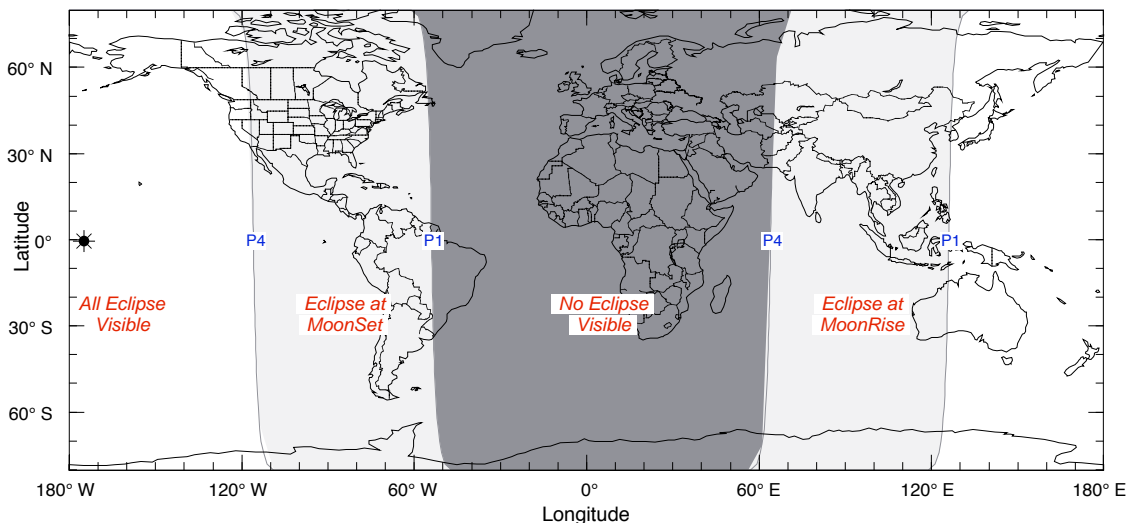 60° N
30° N
Latitude
0°
30° S
60° S
P4
P1
P4
P1
All Eclipse
Visible
Eclipse at
MoonSet
No Eclipse
Visible
Eclipse at
MoonRise
180° W
120° W
60° W
0°
60° E
120° E
180° E
Longitude